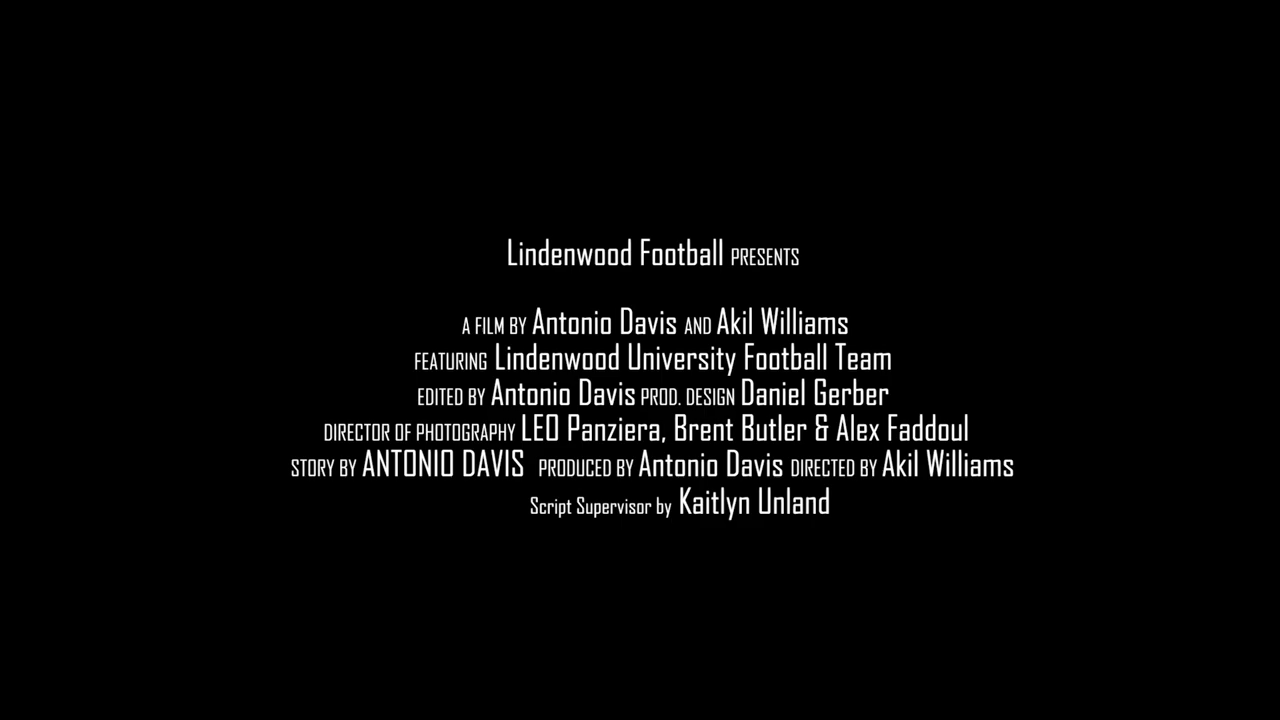 Lindenwood Football PRESENTS
A FILM BY Antonio Davis AND Akil Williams
FEATURING Lindenwood University Football Team
EDITED BY Antonio Davis PROD. DESIGN Daniel Gerber
DIRECTOR OF PHOTOGRAPHY LEO Panziera, Brent Butler & Alex Faddoul
STORY BY ANTONIO DAVIS PRODUCED BY Antonio Davis DIRECTED BY Akil Williams
Script Supervisor by Kaitlyn Unland